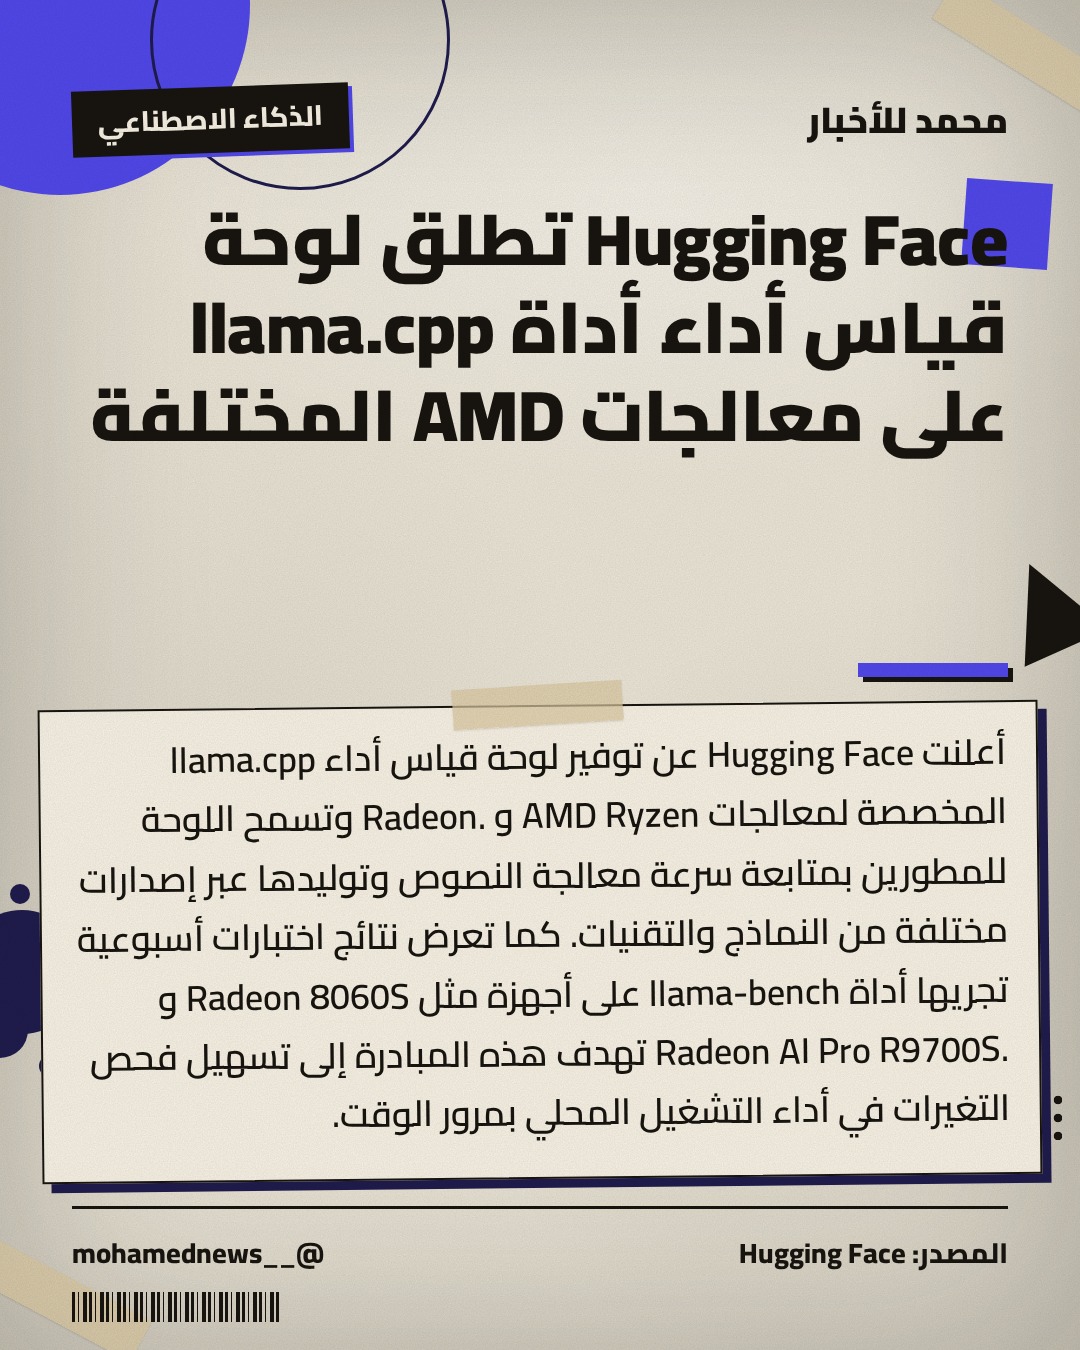 محمد للأخبار
الذكاء الاصطناعي
Hugging Face تطلق لوحة
قياس أداء أداة llama.cpp
على معالجات AMD المختلفة
أعلنت Hugging Face عن توفير لوحة قياس أداء llama.cpp
المخصصة لمعالجات AMD Ryzen و Radeon. وتسمح اللوحة
للمطورين بمتابعة سرعة معالجة النصوص وتوليدها عبر إصدارات
مختلفة من النماذج والتقنيات. كما تعرض نتائج اختبارات أسبوعية
تجريها أداة llama-bench على أجهزة مثل Radeon 8060S و
Radeon AI Pro R9700S. تهدف هذه المبادرة إلى تسهيل فحص
التغيرات في أداء التشغيل المحلي بمرور الوقت.
المصدر: Hugging Face
mohamednews__@